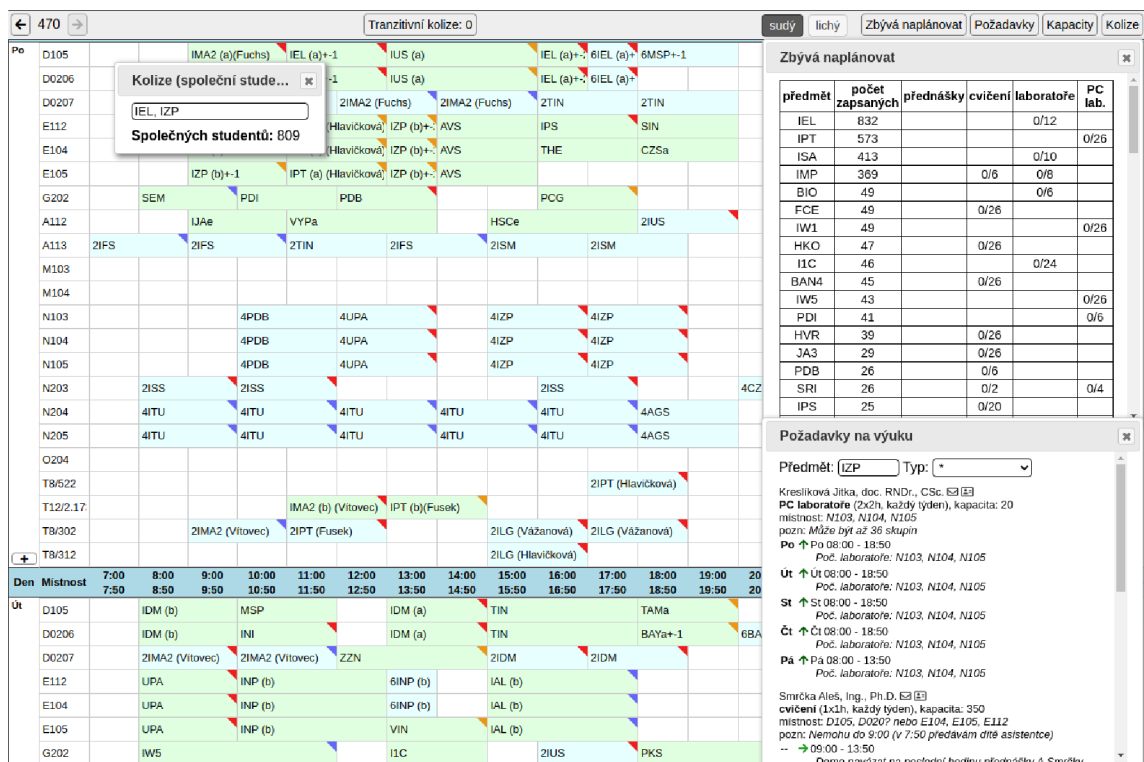 470
Tranzitivní kolize: 0
sudý lichý Zbývá naplánovat Požadavky Kapacity Kolize
Po D105 IMA2 (a)(Fuchs) IEL (a)+-1 IUS (a) IEL (a)+-: 6IEL (a)+ 6MSP+-1
D0206 -1 IUS (a) IEL (a)+-: 6IEL (a)+
D0207 2IMA2 (Fuchs) 2IMA2 (Fuchs) 2TIN 2TIN
E112 (Hlavičková) IZP (b)+-: AVS IPS SIN
E104 (Hlavičková) IZP (b)+-: AVS THE CZSa
E105 IZP (b)+-1 IPT (a) (Hlavičková) IZP (b)+-: AVS
G202 SEM PDI PDB PCG
A112 IJAe VYPa HSCe 2IUS
A113 2IFS 2IFS 2TIN 2IFS 2ISM 2ISM
M103
M104
N103 4PDB 4UPA 4IZP 4IZP
N104 4PDB 4UPA 4IZP 4IZP
N105 4PDB 4UPA 4IZP 4IZP
N203 2ISS 2ISS 2ISS 4CZ
N204 4ITU 4ITU 4ITU 4ITU 4ITU 4AGS
N205 4ITU 4ITU 4ITU 4ITU 4ITU 4AGS
O204
T8/522 2IPT (Hlavičková)
T12/2.17: IMA2 (b) (Vítovec) IPT (b)(Fusek)
T8/302 2IMA2 (Vítovec) 2IPT (Fusek) 2ILG (Vážanová) 2ILG (Vážanová)
+ T8/312 2ILG (Hlavičková)
Den Místnost 7:00 8:00 9:00 10:00 11:00 12:00 13:00 14:00 15:00 16:00 17:00 18:00 19:00 20
7:50 8:50 9:50 10:50 11:50 12:50 13:50 14:50 15:50 16:50 17:50 18:50 19:50 20
Út D105 IDM (b) MSP IDM (a) TIN TAMa
D0206 IDM (b) INI IDM (a) TIN BAYa+-1 6BA
D0207 2IMA2 (Vítovec) 2IMA2 (Vítovec) ZZN 2IDM 2IDM
E112 UPA INP (b) 6INP (b) IAL (b)
E104 UPA INP (b) 6INP (b) IAL (b)
E105 UPA INP (b) VIN IAL (b)
G202 IW5 I1C 2IUS PKS
Kolize (společní stude...
IEL, IZP
Společných studentů: 809
Zbývá naplánovat
předmět počet zapsaných přednášky cvičení laboratoře PC lab.
IEL 832 0/12
IPT 573 0/26
ISA 413 0/10
IMP 369 0/6 0/8
BIO 49 0/6
FCE 49 0/26
IW1 49 0/26
HKO 47 0/26
I1C 46 0/24
BAN4 45 0/26
IW5 43 0/26
PDI 41 0/6
HVR 39 0/26
JA3 29 0/26
PDB 26 0/6
SRI 26 0/2 0/4
IPS 25 0/20
Požadavky na výuku
Předmět: IZP Typ: *
Kreslíková Jitka, doc. RNDr., CSc.
PC laboratoře (2x2h, každý týden), kapacita: 20
místnost: N103, N104, N105
pozn: Může být až 36 skupin
Po Po 08:00 - 18:50
Poč. laboratoře: N103, N104, N105
Út Út 08:00 - 18:50
Poč. laboratoře: N103, N104, N105
St St 08:00 - 18:50
Poč. laboratoře: N103, N104, N105
Čt Čt 08:00 - 18:50
Poč. laboratoře: N103, N104, N105
Pá Pá 08:00 - 13:50
Poč. laboratoře: N103, N104, N105
Smrčka Aleš, Ing., Ph.D.
cvičení (1x1h, každý týden), kapacita: 350
místnost: D105, D020? nebo E104, E105, E112
pozn: Nemohu do 9:00 (v 7:50 předávám dítě asistentce)
-- 09:00 - 13:50
navázat na poslední hodinu přednášky A Smrčky